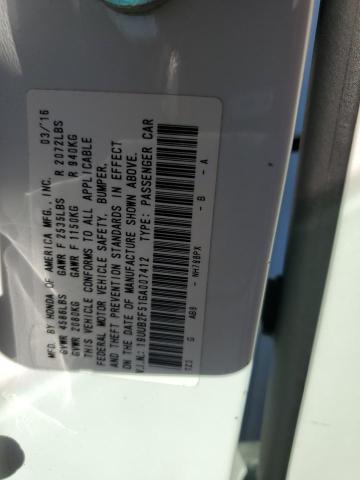 MFD. BY HONDA OF AMERICA MFG., INC. 03/'16
GVWR 4586LBS GAWR F 2535LBS R 2072LBS
GVWR 2080KG GAWR F 1150KG R 940KG
THIS VEHICLE CONFORMS TO ALL APPLICABLE
FEDERAL MOTOR VEHICLE SAFETY, BUMPER,
AND THEFT PREVENTION STANDARDS IN EFFECT
ON THE DATE OF MANUFACTURE SHOWN ABOVE.
V.I.N.: 19UUB2F51GA007412 TYPE: PASSENGER CAR
TZ3 G AB8 - NH788PX - B - A